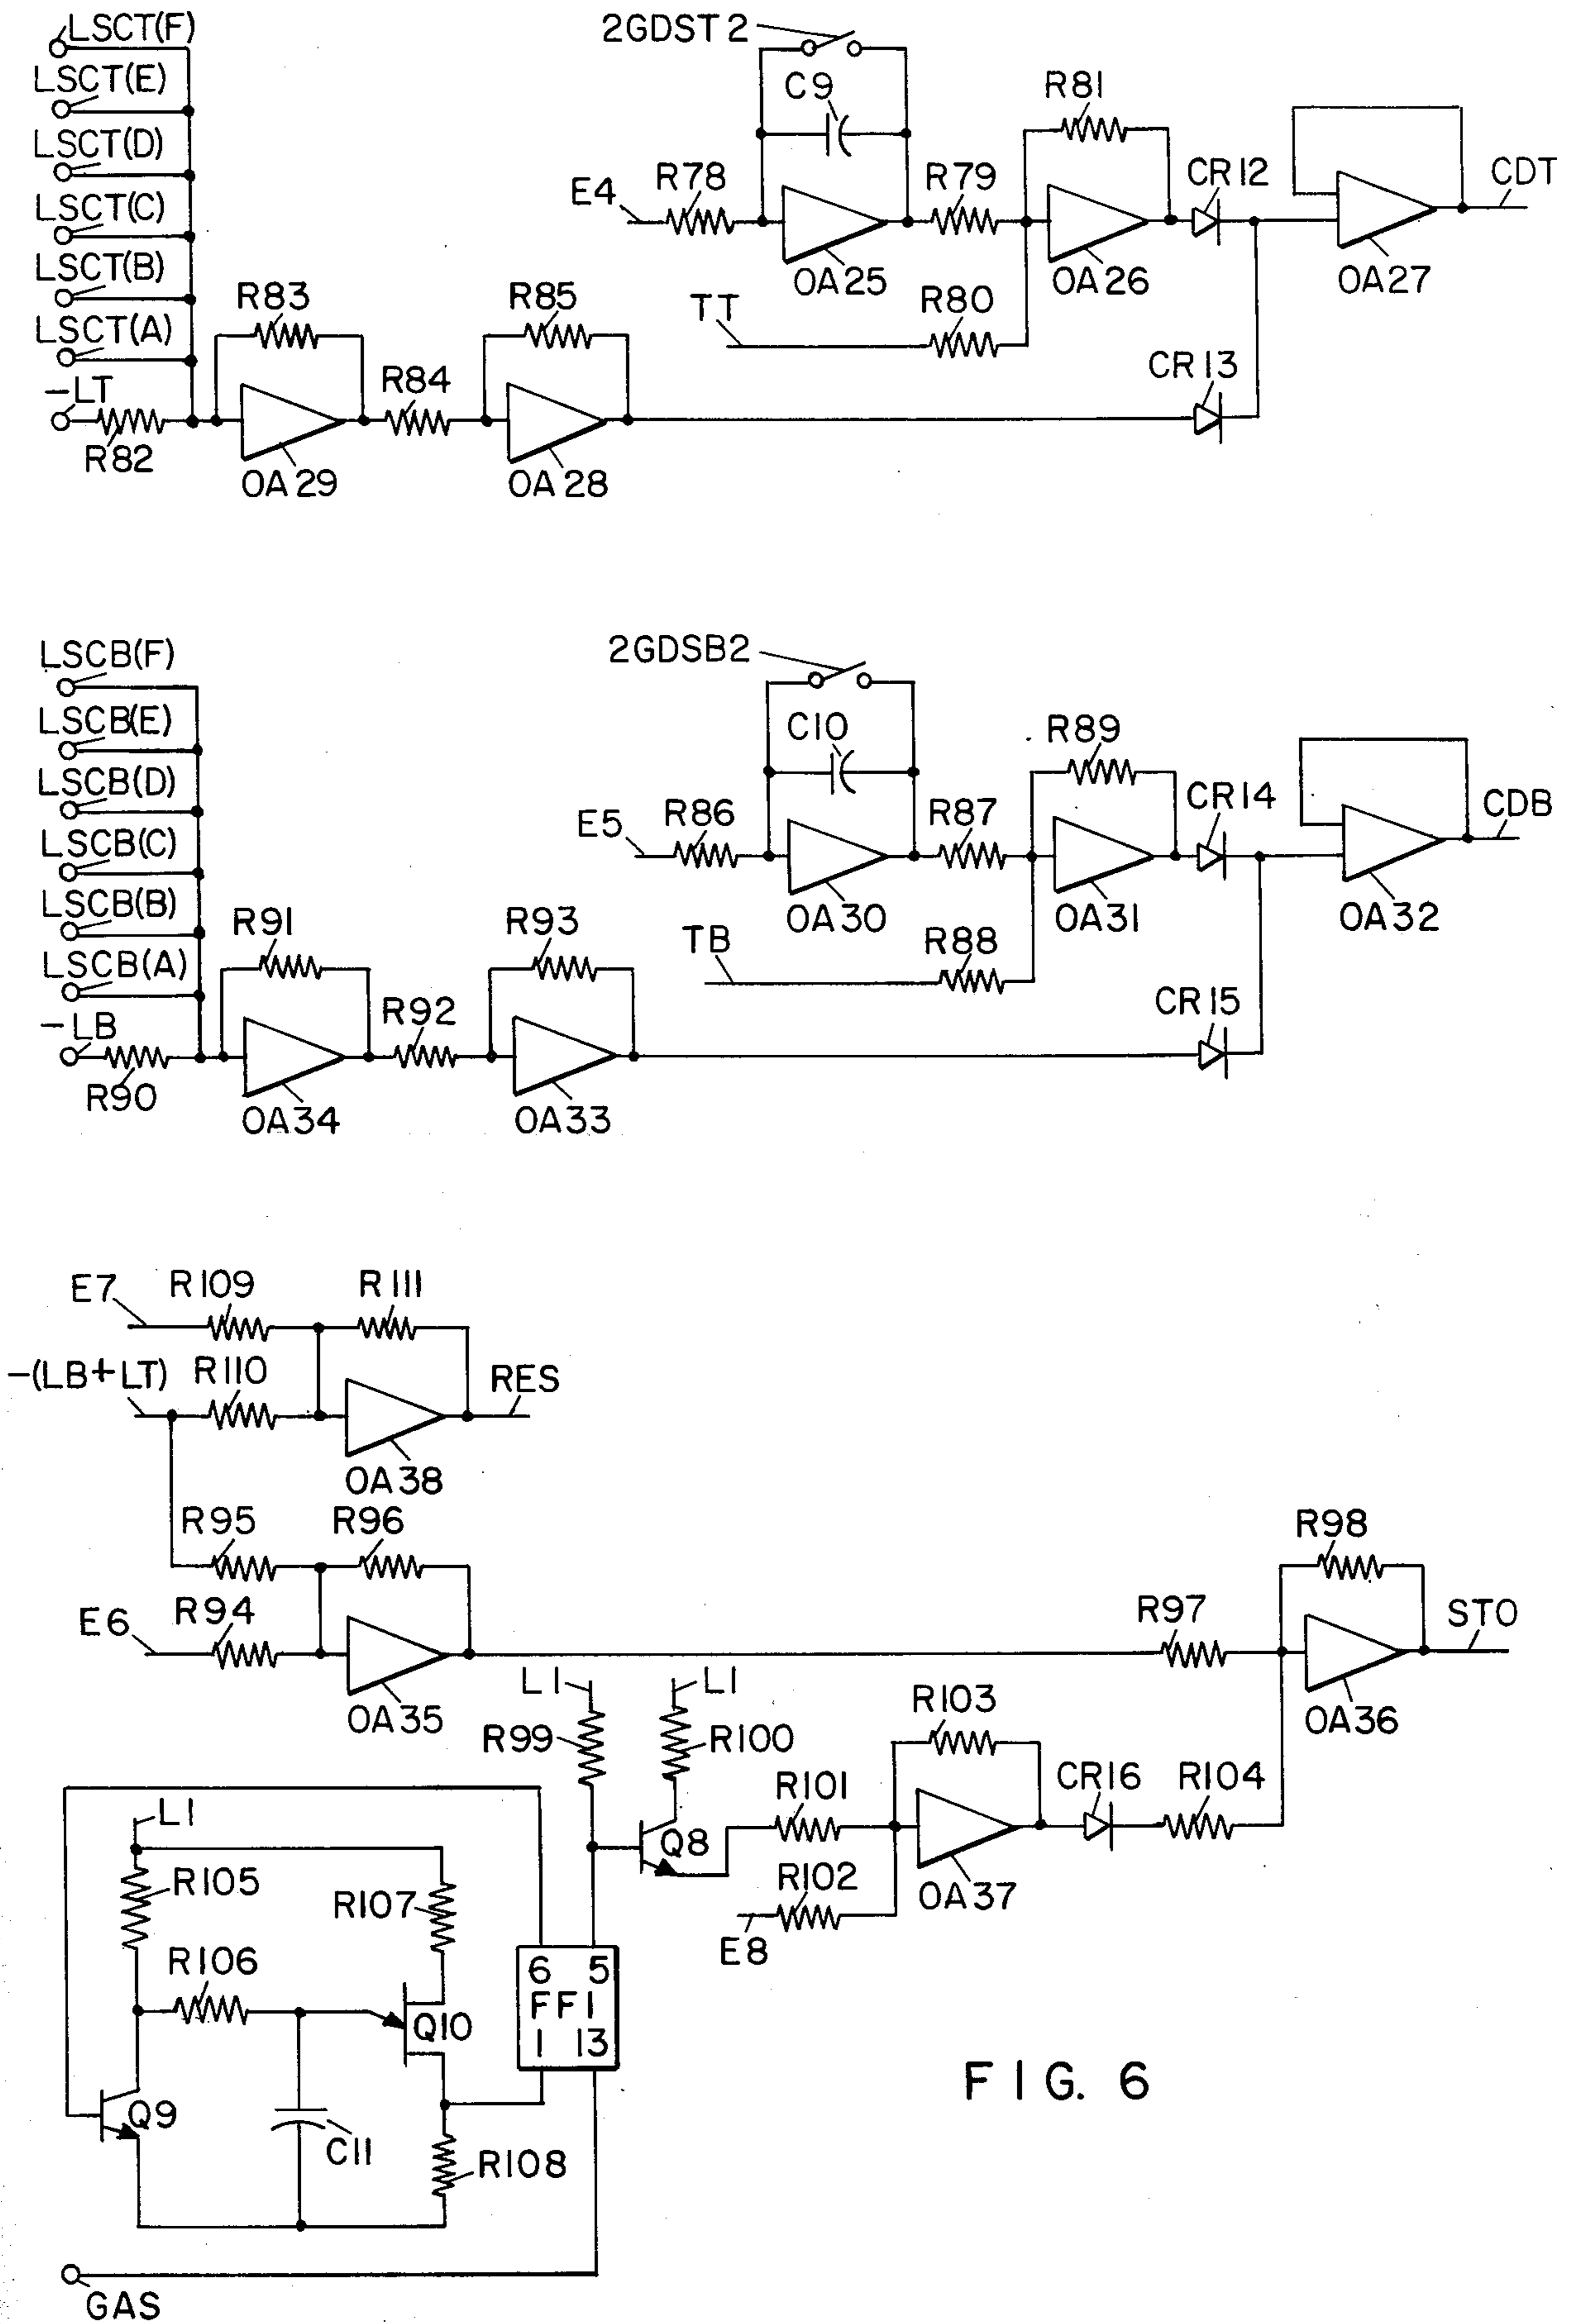 LSCT(F)
LSCT(E)
LSCT(D)
LSCT(C)
LSCT(B)
LSCT(A)
-LT
R82
R83
OA29
R84
R85
OA28
2GDST2
C9
E4
R78
OA25
R79
TT
R80
R81
OA26
CR12
CR13
OA27
CDT
LSCB(F)
LSCB(E)
LSCB(D)
LSCB(C)
LSCB(B)
LSCB(A)
-LB
R90
R91
OA34
R92
R93
OA33
2GDSB2
C10
E5
R86
OA30
R87
TB
R88
R89
OA31
CR14
CR15
OA32
CDB
E7
R109
R111
-(LB+LT)
R110
RES
OA38
R95
R96
E6
R94
OA35
R97
R98
STO
OA36
L1
R99
L1
R100
Q8
R101
R102
E8
R103
OA37
CR16
R104
L1
R105
R107
R106
Q10
Q9
C11
R108
6 5
FF1
1 13
GAS
FIG. 6